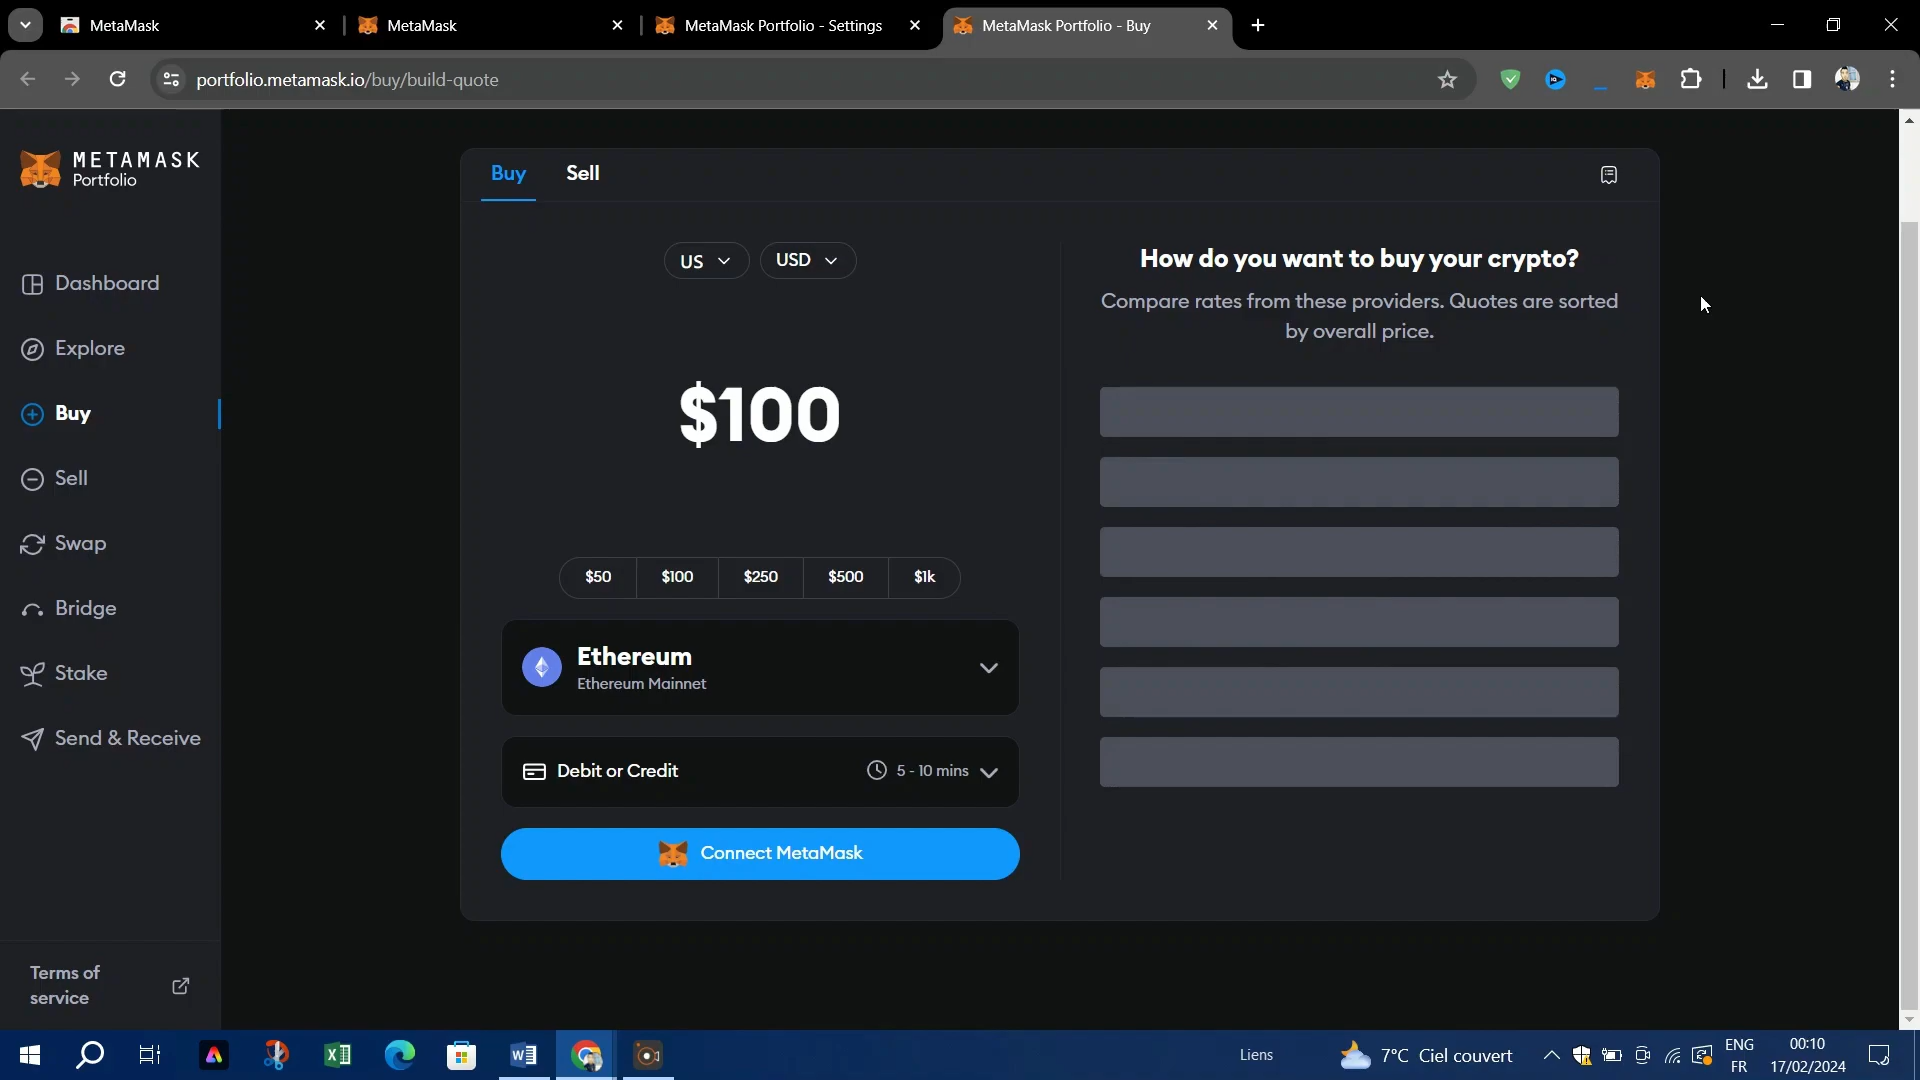 MetaMask
MetaMask
MetaMask Portfolio - Settings
MetaMask Portfolio - Buy
portfolio.metamask.io/buy/build-quote
METAMASK
Portfolio
Dashboard
Explore
Buy
Sell
Swap
Bridge
Stake
Send & Receive
Terms of
service
Buy
Sell
US
USD
$100
$50
$100
$250
$500
$1k
Ethereum
Ethereum Mainnet
Debit or Credit
5 - 10 mins
Connect MetaMask
How do you want to buy your crypto?
Compare rates from these providers. Quotes are sorted
by overall price.
Liens
7°C Ciel couvert
ENG
FR
00:10
17/02/2024